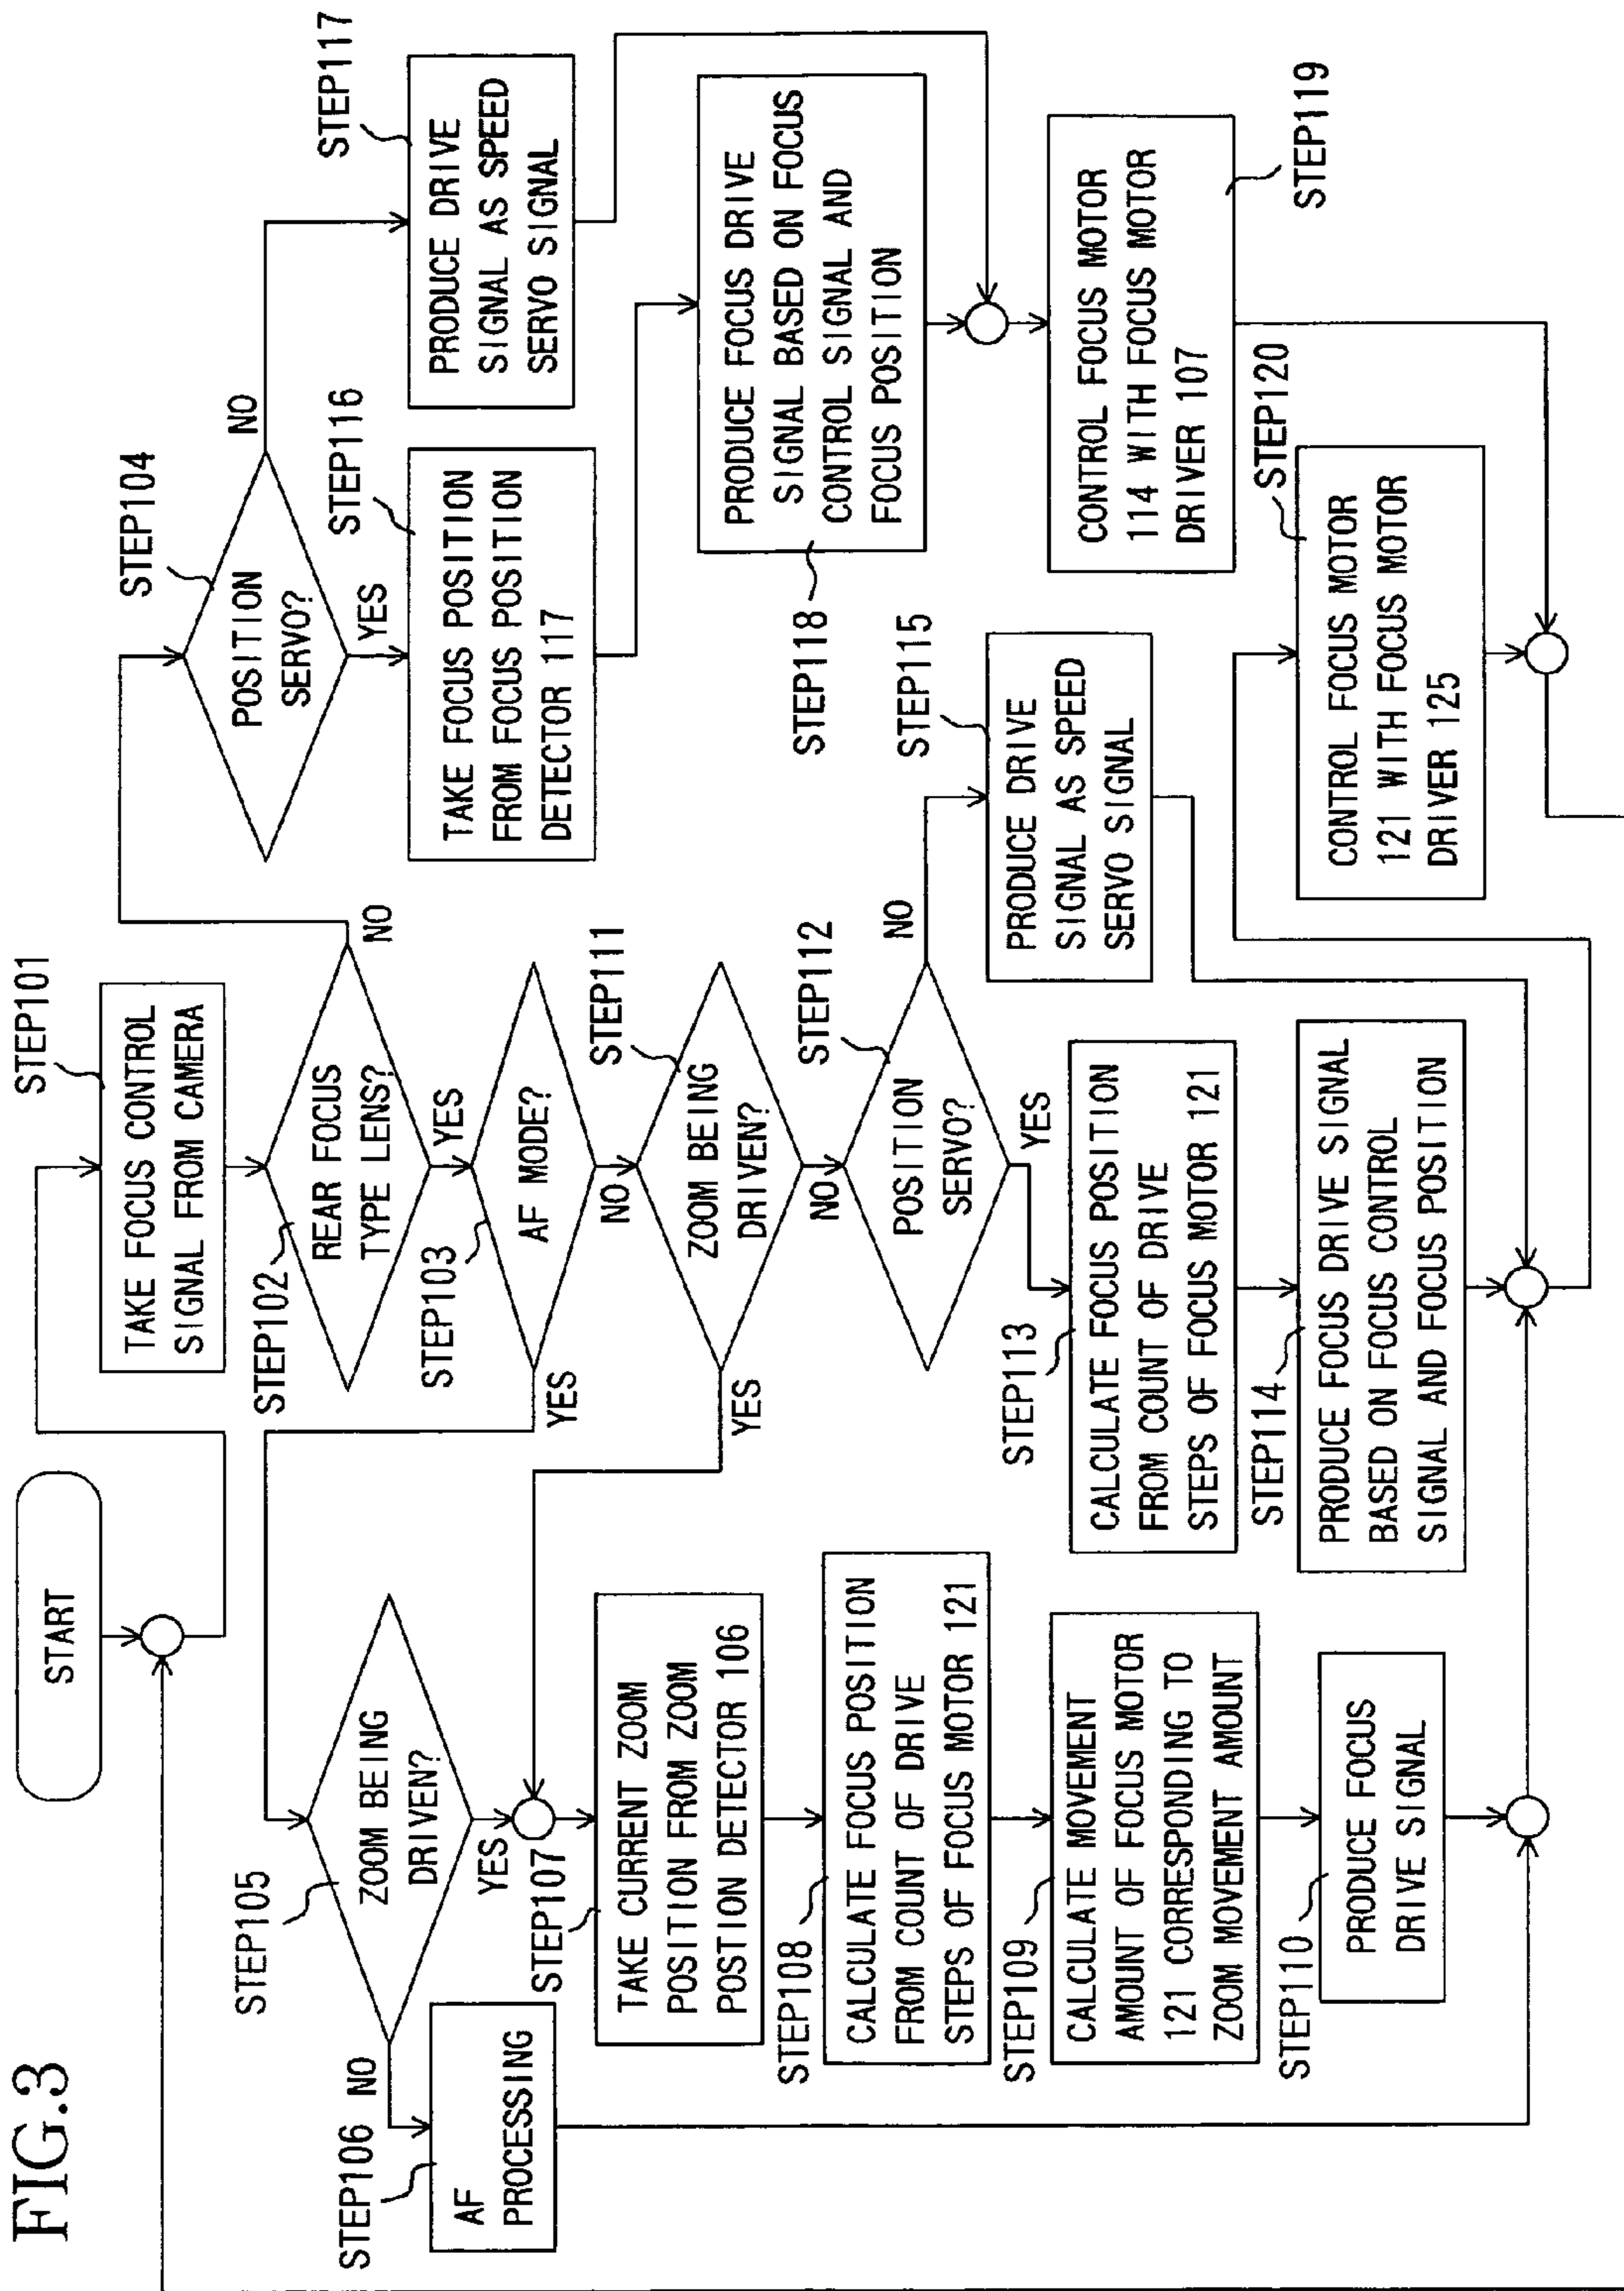 FIG.3
START
STEP101
TAKE FOCUS CONTROL
SIGNAL FROM CAMERA
STEP102
REAR FOCUS
TYPE LENS?
NO
YES
STEP103
AF MODE?
YES
NO
STEP104
POSITION
SERVO?
NO
YES
STEP105
ZOOM BEING
DRIVEN?
NO
YES
STEP106
AF
PROCESSING
STEP107
TAKE CURRENT ZOOM
POSITION FROM ZOOM
POSTION DETECTOR 106
STEP108
CALCULATE FOCUS POSITION
FROM COUNT OF DRIVE
STEPS OF FOCUS MOTOR 121
STEP109
CALCULATE MOVEMENT
AMOUNT OF FOCUS MOTOR
121 CORRESPONDING TO
ZOOM MOVEMENT AMOUNT
STEP110
PRODUCE FOCUS
DRIVE SIGNAL
STEP111
ZOOM BEING
DRIVEN?
YES
NO
STEP112
POSITION
SERVO?
NO
YES
STEP113
CALCULATE FOCUS POSITION
FROM COUNT OF DRIVE
STEPS OF FOCUS MOTOR 121
STEP114
PRODUCE FOCUS DRIVE SIGNAL
BASED ON FOCUS CONTROL
SIGNAL AND FOCUS POSITION
STEP115
PRODUCE DRIVE
SIGNAL AS SPEED
SERVO SIGNAL
STEP116
TAKE FOCUS POSITION
FROM FOCUS POSITION
DETECTOR 117
STEP117
PRODUCE DRIVE
SIGNAL AS SPEED
SERVO SIGNAL
STEP118
PRODUCE FOCUS DRIVE
SIGNAL BASED ON FOCUS
CONTROL SIGNAL AND
FOCUS POSITION
STEP119
CONTROL FOCUS MOTOR
114 WITH FOCUS MOTOR
DRIVER 107
STEP120
CONTROL FOCUS MOTOR
121 WITH FOCUS MOTOR
DRIVER 125